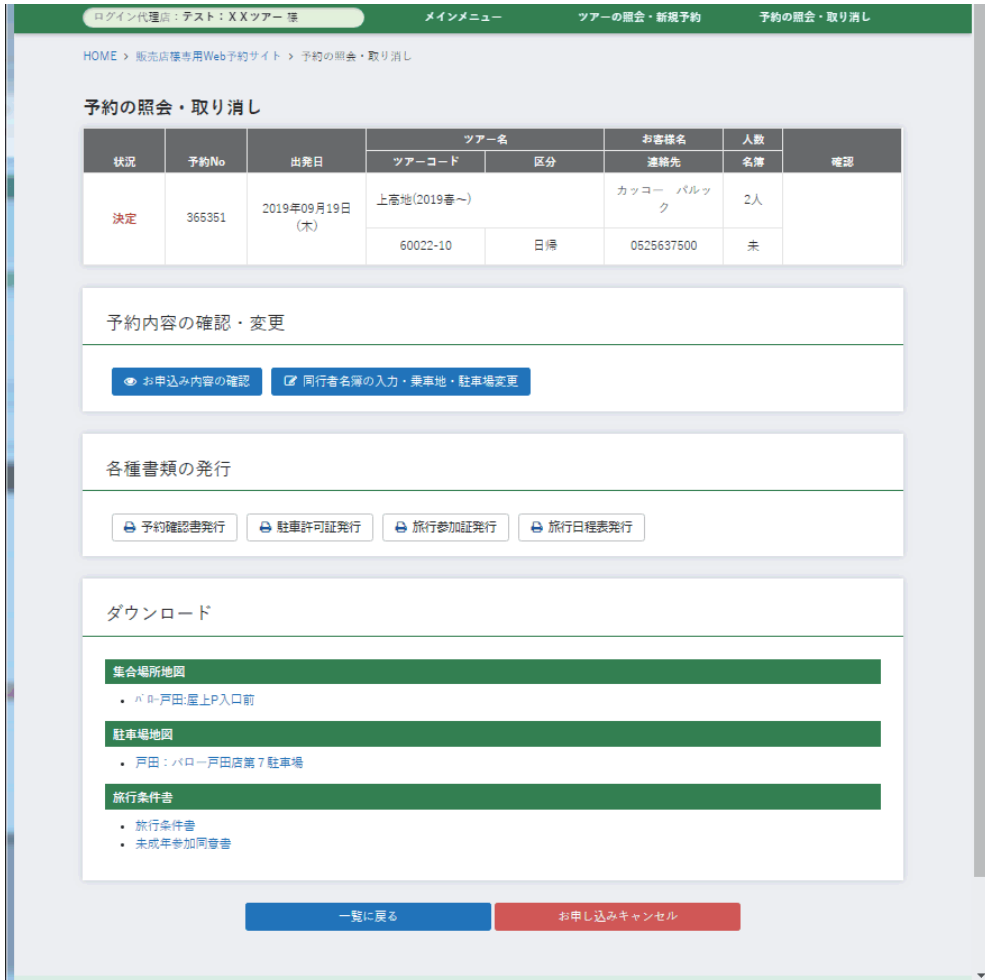 ログイン代理店：テスト：XXツアー 様 メインメニュー ツアーの照会・新規予約 予約の照会・取り消し
HOME > 販売店様専用Web予約サイト > 予約の照会・取り消し
予約の照会・取り消し
ツアー名 お客様名 人数
状況 予約No 出発日 ツアーコード 区分 連絡先 名簿 確認
決定 365351 2019年09月19日(木) 上高地(2019春〜) カッコー　パルック 2人
60022-10 日帰 0525637500 未
予約内容の確認・変更
お申込み内容の確認 同行者名簿の入力・乗車地・駐車場変更
各種書類の発行
予約確認書発行 駐車許可証発行 旅行参加証発行 旅行日程表発行
ダウンロード
集合場所地図
• ﾊﾞﾛｰ戸田:屋上P入口前
駐車場地図
• 戸田：バロー戸田店第７駐車場
旅行条件書
• 旅行条件書
• 未成年参加同意書
一覧に戻る お申し込みキャンセル